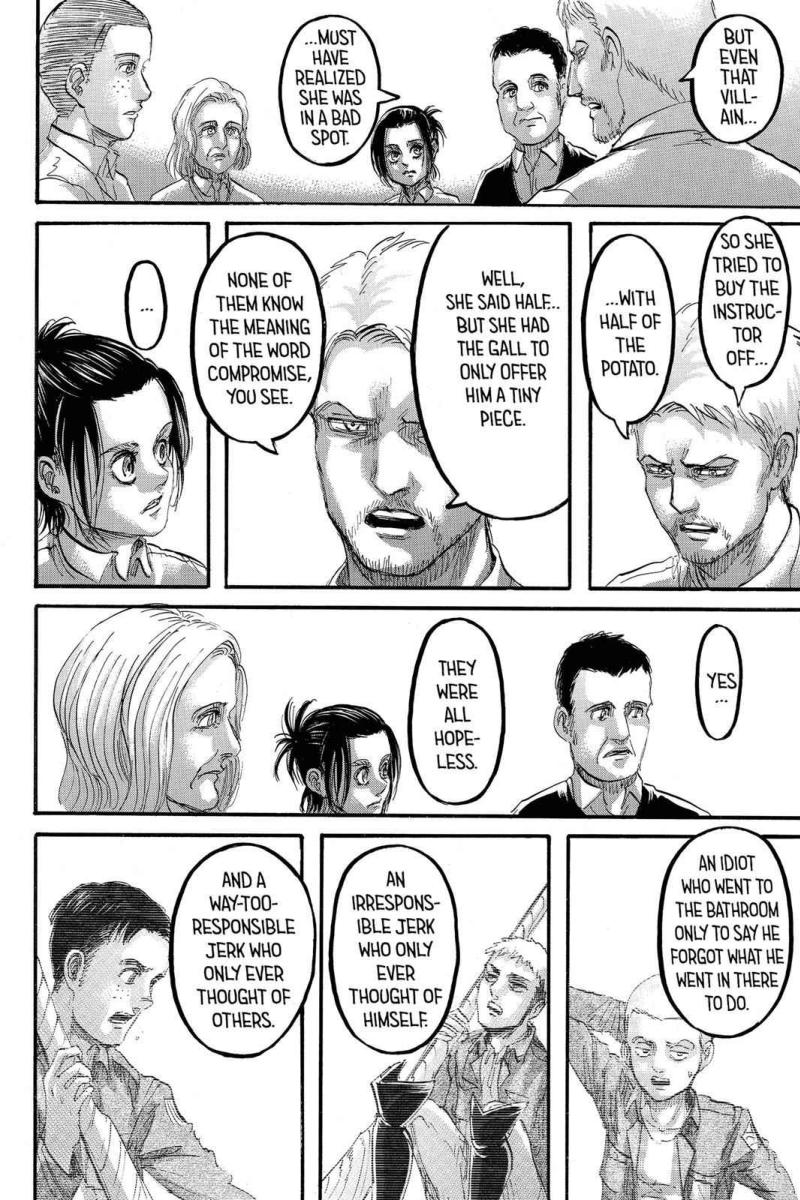 BUT
EVEN
THAT
VILL-
AIN...
...MUST
HAVE
REALIZED
SHE WAS
IN A BAD
SPOT.
SO SHE
TRIED TO
BUY THE
INSTRUC-
TOR
OFF...
...WITH
HALF OF
THE
POTATO.
WELL,
SHE SAID HALF..
BUT SHE HAD
THE GALL TO
ONLY OFFER
HIM A TINY
PIECE.
NONE OF
THEM KNOW
THE MEANING
OF THE WORD
COMPROMISE,
YOU SEE.
...
YES
...
THEY
WERE
ALL
HOPE-
LESS.
AN IDIOT
WHO WENT TO
THE BATHROOM
ONLY TO SAY HE
FORGOT WHAT HE
WENT IN THERE
TO DO.
AN
IRRESPONS-
IBLE JERK
WHO ONLY
EVER
THOUGHT OF
HIMSELF.
AND A
WAY-TOO-
RESPONSIBLE
JERK WHO
ONLY EVER
THOUGHT OF
OTHERS.